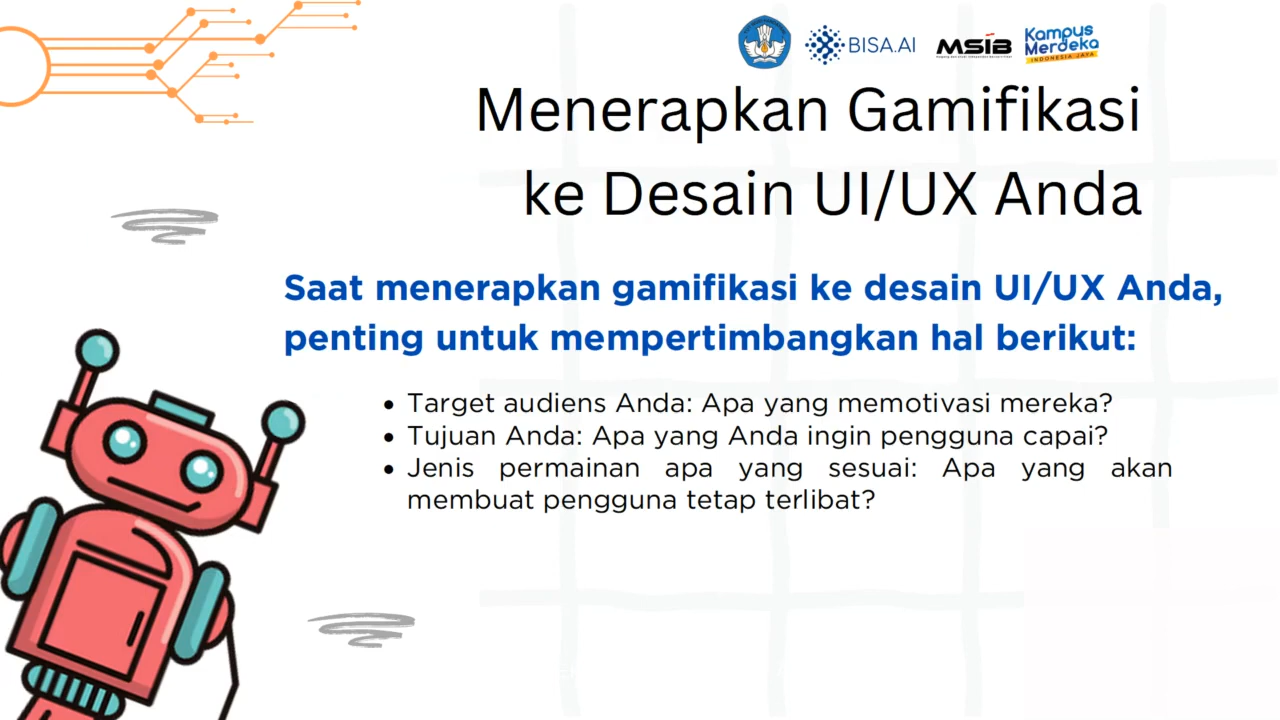 BISA.AI
MSIB
Kampus
Merdeka
INDONESIA JAYA
Menerapkan Gamifikasi
ke Desain UI/UX Anda
Saat menerapkan gamifikasi ke desain UI/UX Anda,
penting untuk mempertimbangkan hal berikut:
• Target audiens Anda: Apa yang memotivasi mereka?
• Tujuan Anda: Apa yang Anda ingin pengguna capai?
• Jenis permainan apa yang sesuai: Apa yang akan
membuat pengguna tetap terlibat?